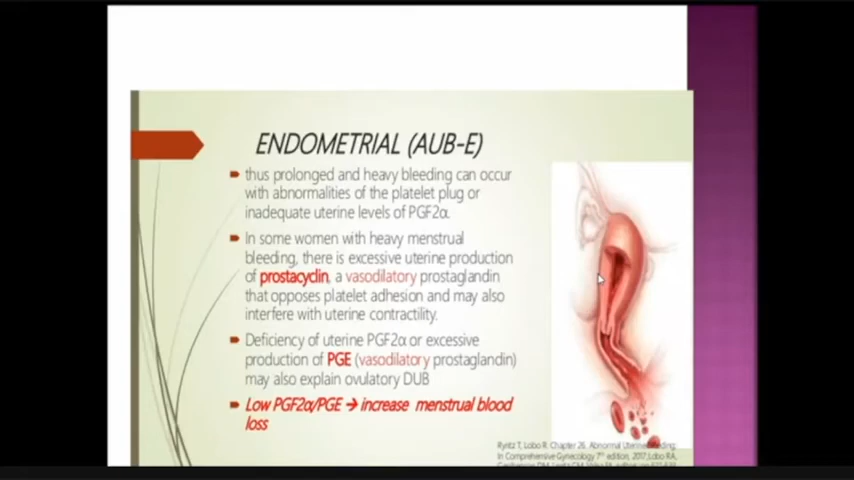 ENDOMETRIAL (AUB-E)
thus prolonged and heavy bleeding can occur
with abnormalities of the platelet plug or
inadequate uterine levels of PGF2α.
In some women with heavy menstrual
bleeding, there is excessive uterine production
of prostacyclin, a vasodilatory prostaglandin
that opposes platelet adhesion and may also
interfere with uterine contractility.
Deficiency of uterine PGF2α or excessive
production of PGE (vasodilatory prostaglandin)
may also explain ovulatory DUB
Low PGF2α/PGE → increase menstrual blood
loss
T, Lobo R. Chapter 26. Abnormal Uterine
In Comprehensive Gynecology 7th edition, 2017, Lobo RA,